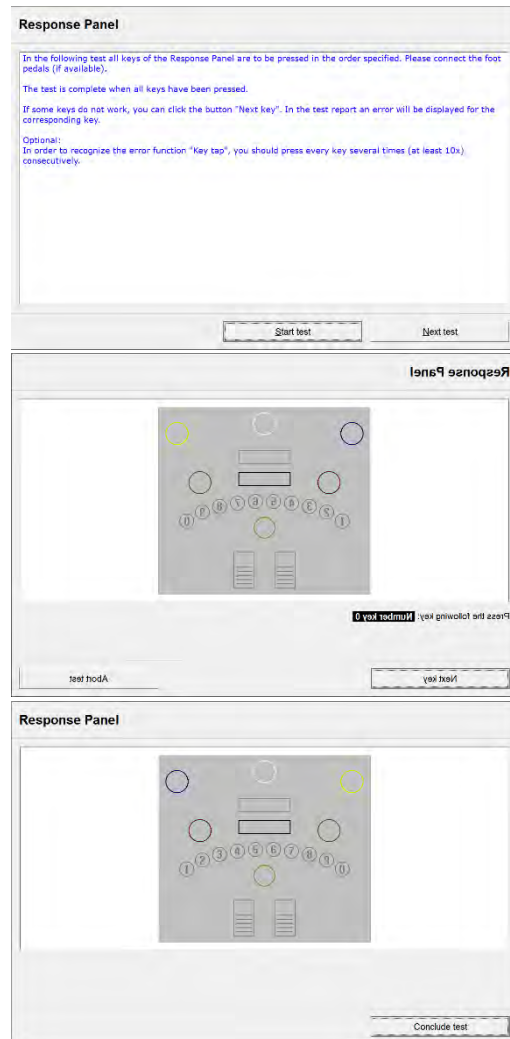 Response Panel
In the following test all keys of the Response Panel are to be pressed in the order specified. Please connect the foot
pedals (if available).
The test is complete when all keys have been pressed.
If some keys do not work, you can click the button "Next key". In the test report an error will be displayed for the
corresponding key.
Optional:
In order to recognize the error function "Key tap", you should press every key several times (at least 10x)
consecutively.
Start test Next test
Response Panel
1 2 3 4 5 6 7 8 9 0
Press the following key: Number key 0
Next key Abort test
Response Panel
1 2 3 4 5 6 7 8 9 0
Conclude test